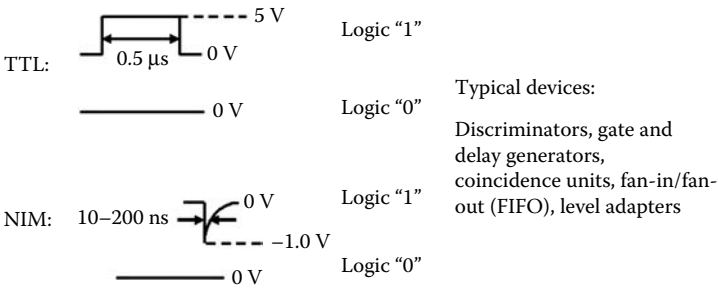 TTL:
5 V
0.5 μs
0 V
Logic “1”
0 V
Logic “0”
NIM:
10–200 ns
0 V
–1.0 V
Logic “1”
0 V
Logic “0”
Typical devices:
Discriminators, gate and
delay generators,
coincidence units, fan-in/fan-
out (FIFO), level adapters